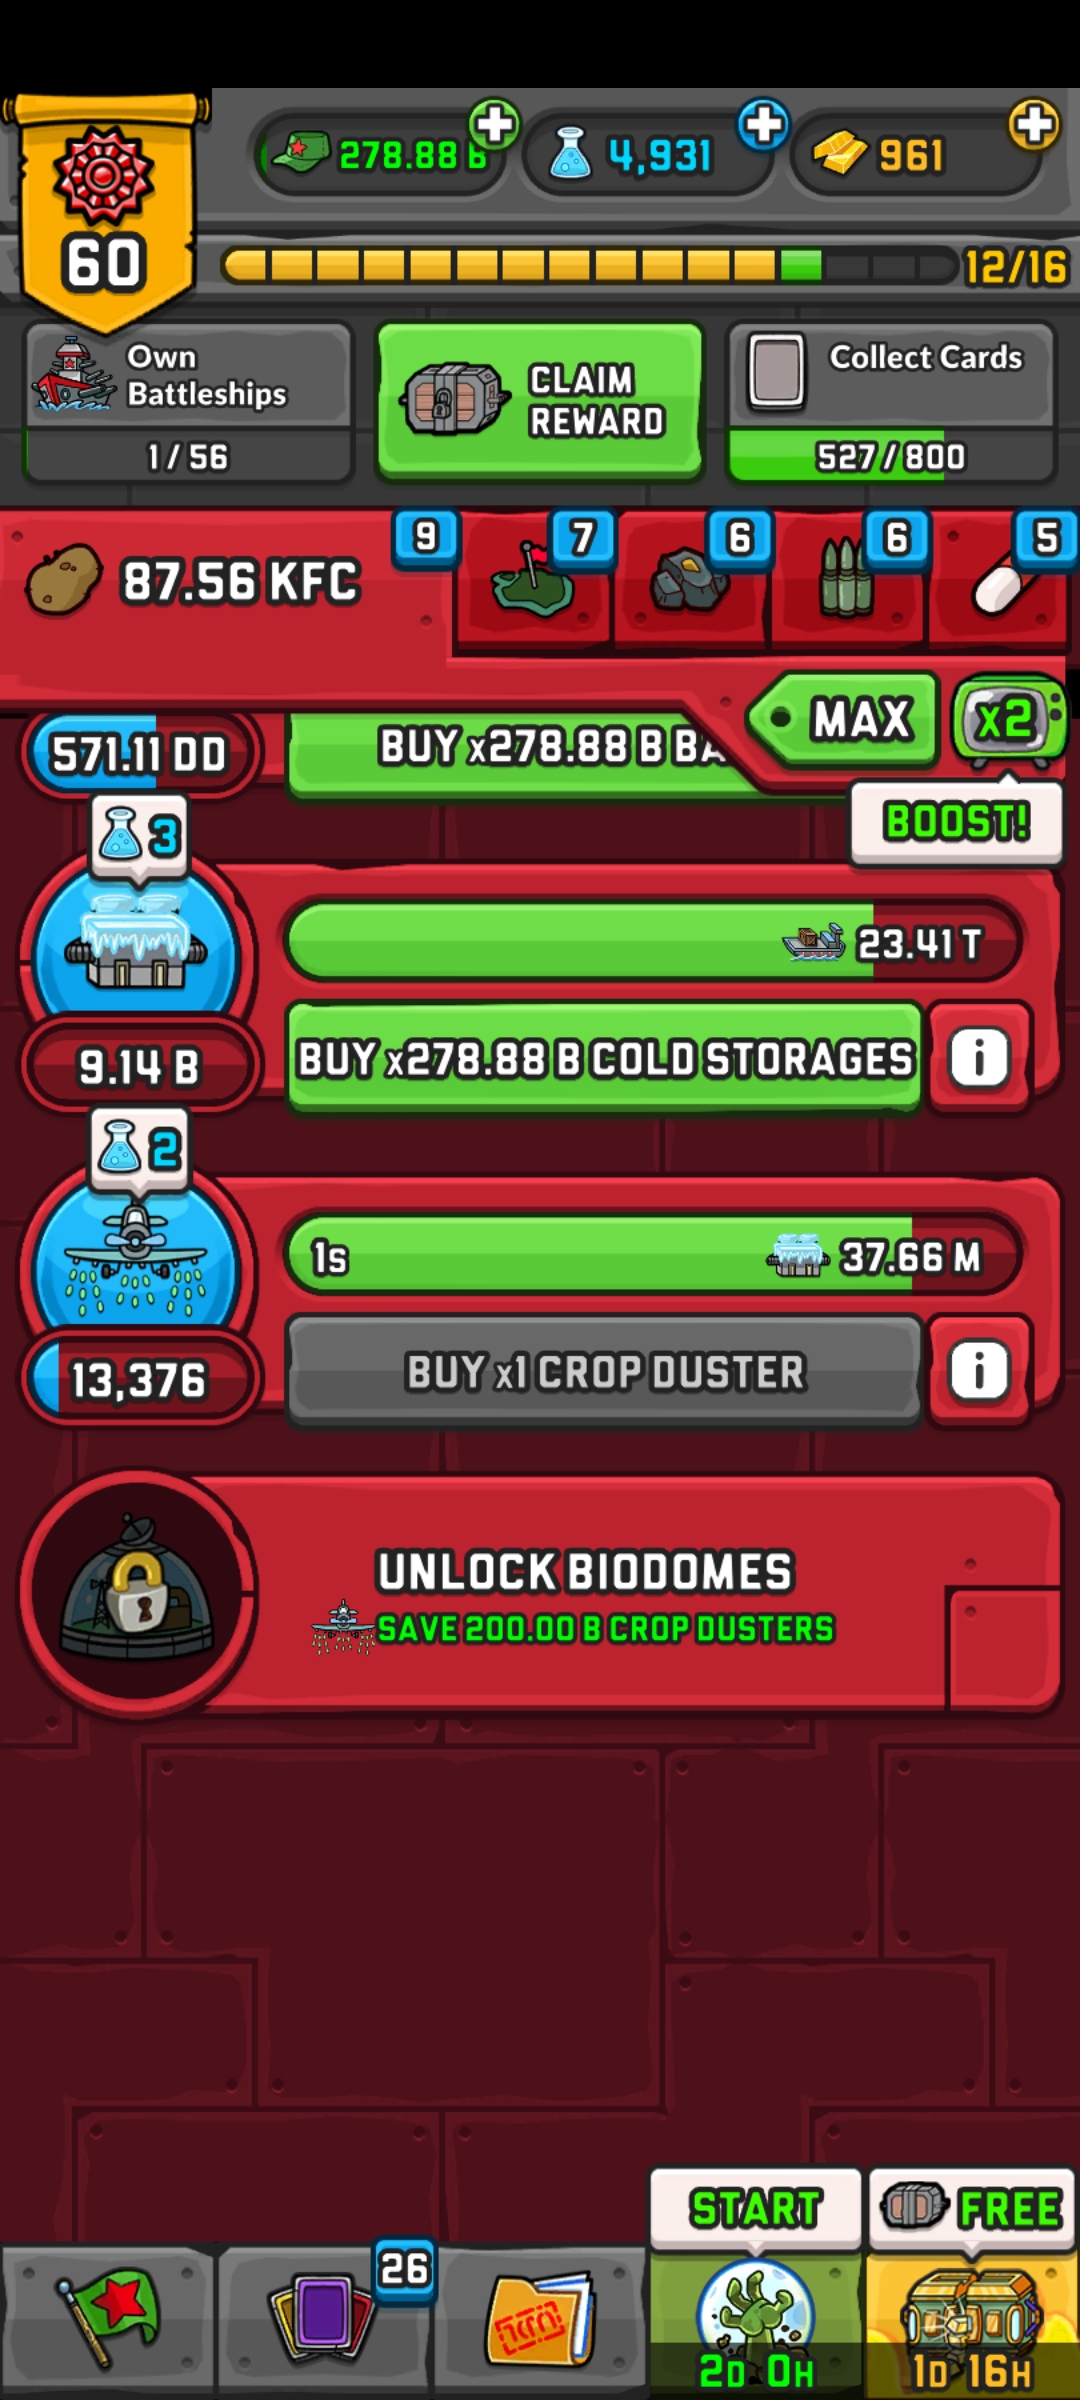 278.88 B
4,931
961
60
12/16
Own
Battleships
1/56
CLAIM
REWARD
Collect Cards
527/800
87.56 KFC
9
7
6
6
5
MAX
x2
BOOST!
571.11 DD
BUY x278.88 B
3
23.41 T
9.14 B
BUY x278.88 B COLD STORAGES
i
2
1s
37.66 M
13,376
BUY x1 CROP DUSTER
i
UNLOCK BIODOMES
SAVE 200.00 B CROP DUSTERS
START
FREE
26
2D 0H
1D 16H